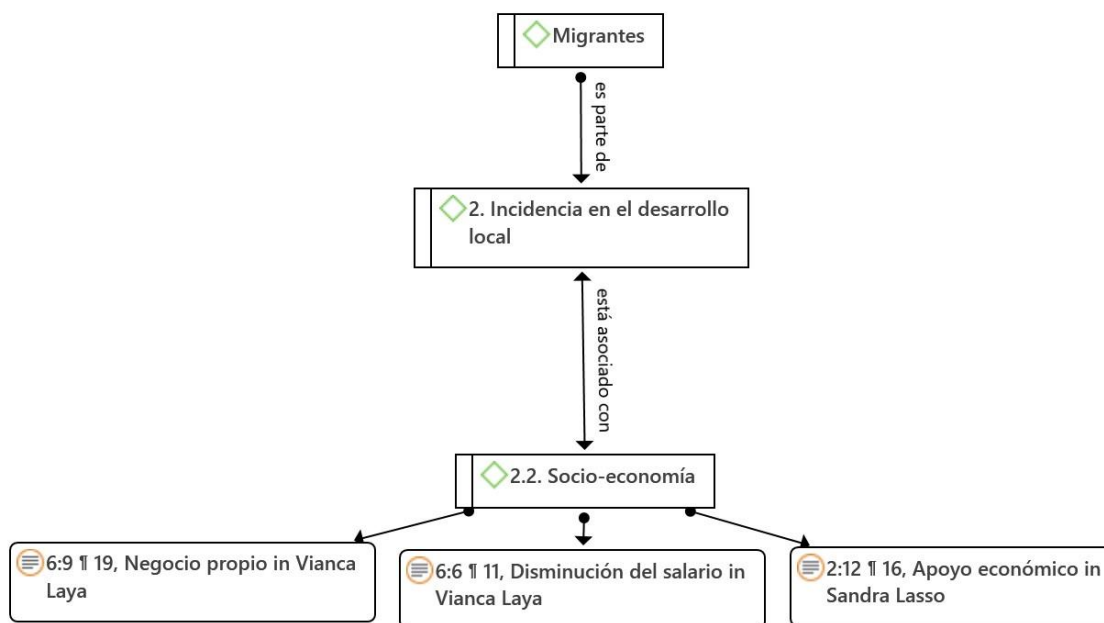 Migrantes
es parte de
2. Incidencia en el desarrollo
local
está asociado con
2.2. Socio-economía
6:9 ¶ 19, Negocio propio in Vianca
Laya
6:6 ¶ 11, Disminución del salario in
Vianca Laya
2:12 ¶ 16, Apoyo económico in
Sandra Lasso